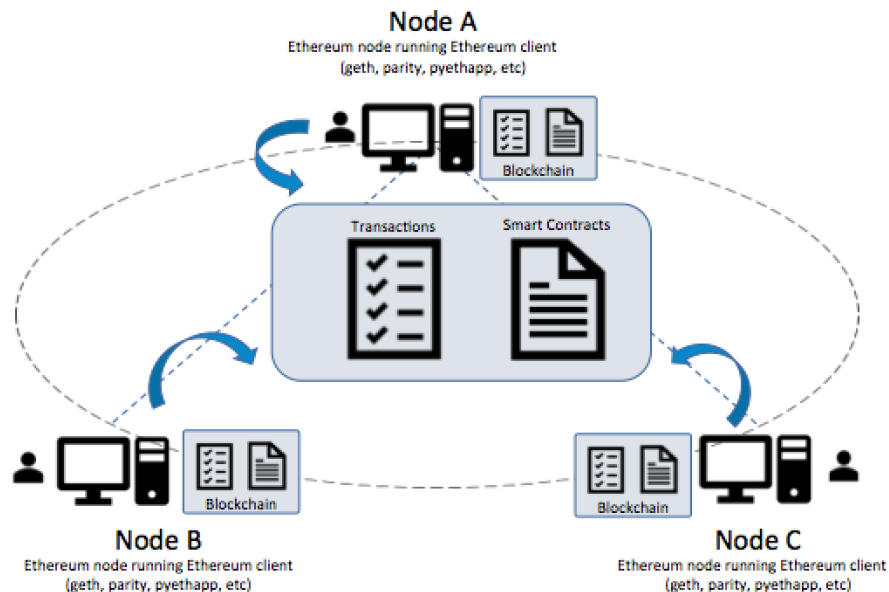 Node A
Ethereum node running Ethereum client
(geth, parity, pyethapp, etc)
Blockchain
Transactions
Smart Contracts
Blockchain
Blockchain
Node B
Ethereum node running Ethereum client
(geth, parity, pyethapp, etc)
Node C
Ethereum node running Ethereum client
(geth, parity, pyethapp, etc)